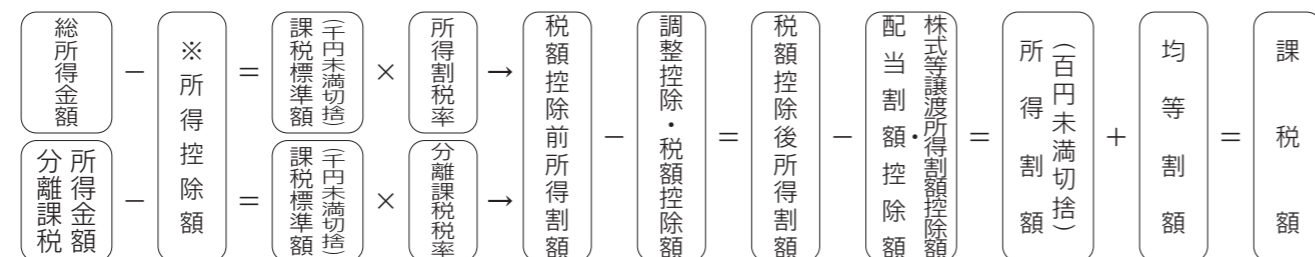 総所得金額
－
※所得控除額
＝
課税標準額
（千円未満切捨）
×
所得割税率
→
分離課税
所得金額
－
＝
課税標準額
（千円未満切捨）
×
分離課税税率
→
税額控除前所得割額
－
調整控除・税額控除額
＝
税額控除後所得割額
－
配当割額控除額・
株式等譲渡所得割額控除額
＝
所得割額
（百円未満切捨）
＋
均等割額
＝
課税額